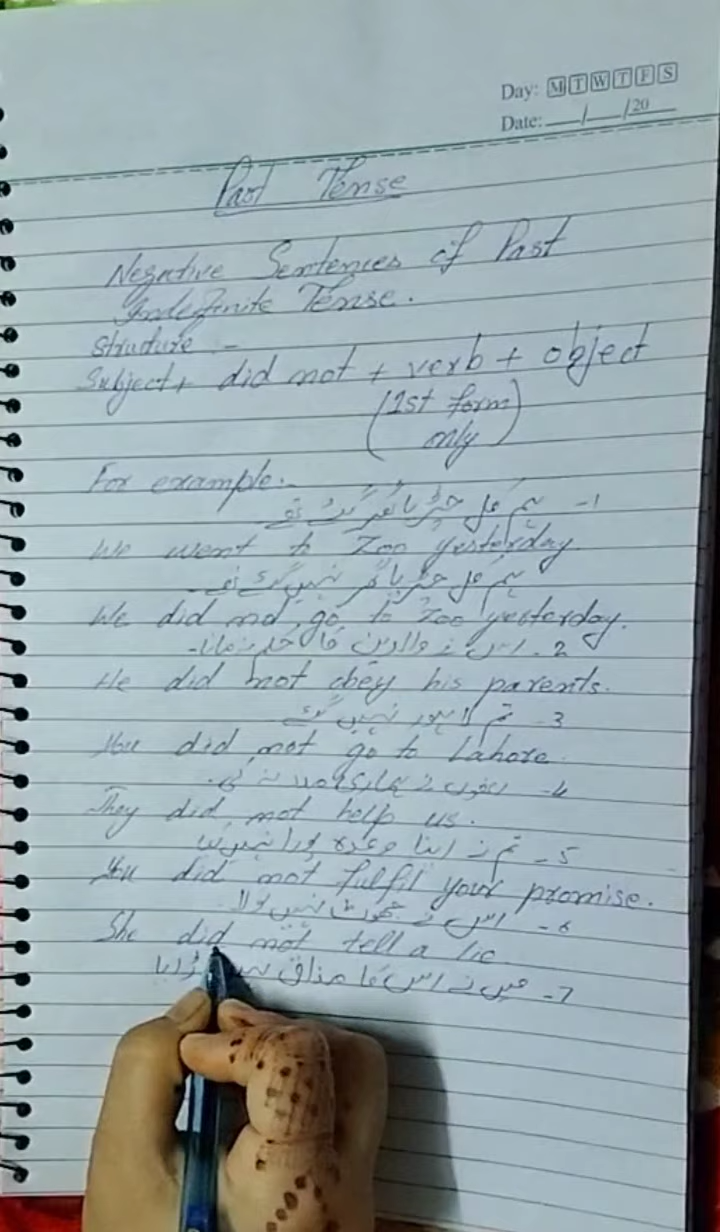 Day: M T W T F S
Date: __/__/20__
Past Tense
Negative Sentences of Past
Indefinite Tense.
Structure :-
Subject + did not + verb + object
(1st form
only)
For example:-
1- ہم کل چڑیا گھر گئے تھے
We went to Zoo yesterday.
ہم کل چڑیا گھر نہیں گئے تھے-
We did not go to Zoo yesterday.
2- اس نے والدین کا حکم نہ مانا-
He did not obey his parents.
3- تم لاہور نہیں گئے
You did not go to Lahore.
4- انھوں نے ہماری مدد نہ کی-
They did not help us.
5- تم نے اپنا وعدہ پورا نہیں کیا
You did not fulfil your promise.
6- اس نے جھوٹ نہیں بولا
She did not tell a lie
7- میں نے اس کا مذاق